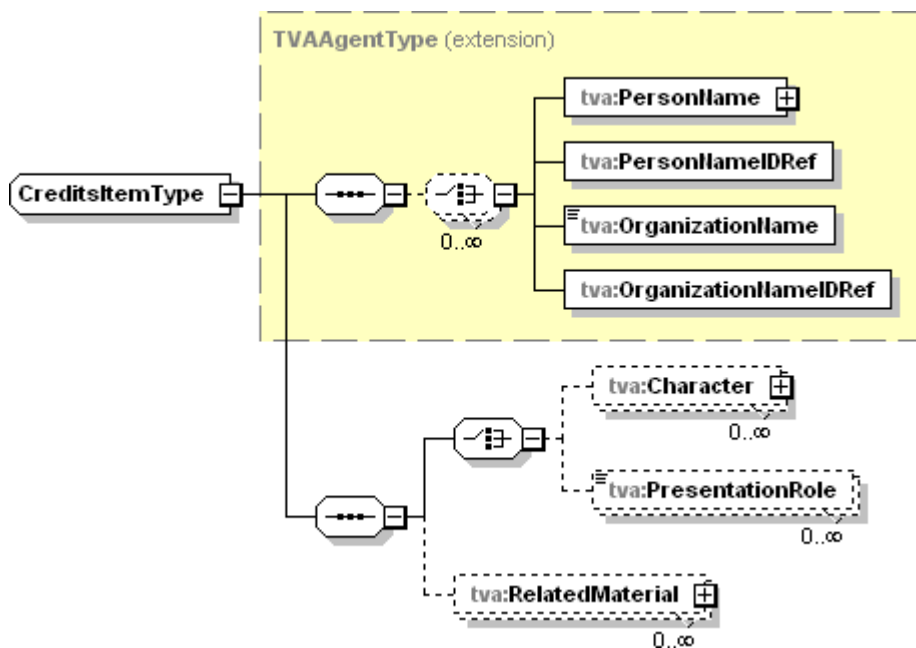 TVAAgentType (extension)
tva:PersonName
tva:PersonNameIDRef
CreditsItemType
0..∞
tva:OrganizationName
tva:OrganizationNameIDRef
tva:Character
0..∞
tva:PresentationRole
0..∞
tva:RelatedMaterial
0..∞